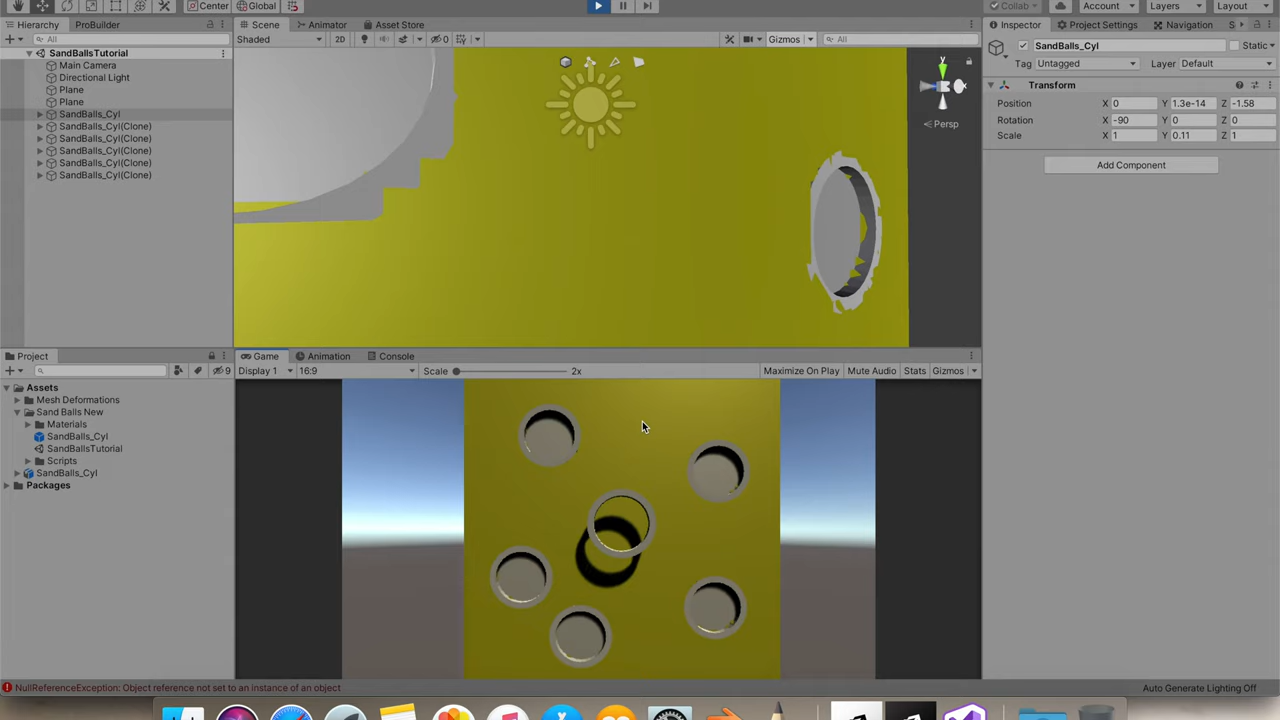 Center Global Collab Account Layers Layout
Hierarchy ProBuilder Scene Animator Asset Store Inspector Project Settings Navigation S
All Shaded 2D 0 Gizmos All SandBalls_Cyl Static
SandBallsTutorial Tag Untagged Layer Default
Main Camera
Directional Light
Plane
Plane
SandBalls_Cyl
SandBalls_Cyl(Clone)
SandBalls_Cyl(Clone)
SandBalls_Cyl(Clone)
SandBalls_Cyl(Clone)
SandBalls_Cyl(Clone)
y
Persp
Transform
Position X 0 Y 1.3e-14 Z -1.58
Rotation X -90 Y 0 Z 0
Scale X 1 Y 0.11 Z 1
Add Component
Project Game Animation Console
9 Display 1 16:9 Scale 2x Maximize On Play Mute Audio Stats Gizmos
Assets
Mesh Deformations
Sand Balls New
Materials
SandBalls_Cyl
SandBallsTutorial
Scripts
SandBalls_Cyl
Packages
NullReferenceException: Object reference not set to an instance of an object Auto Generate Lighting Off